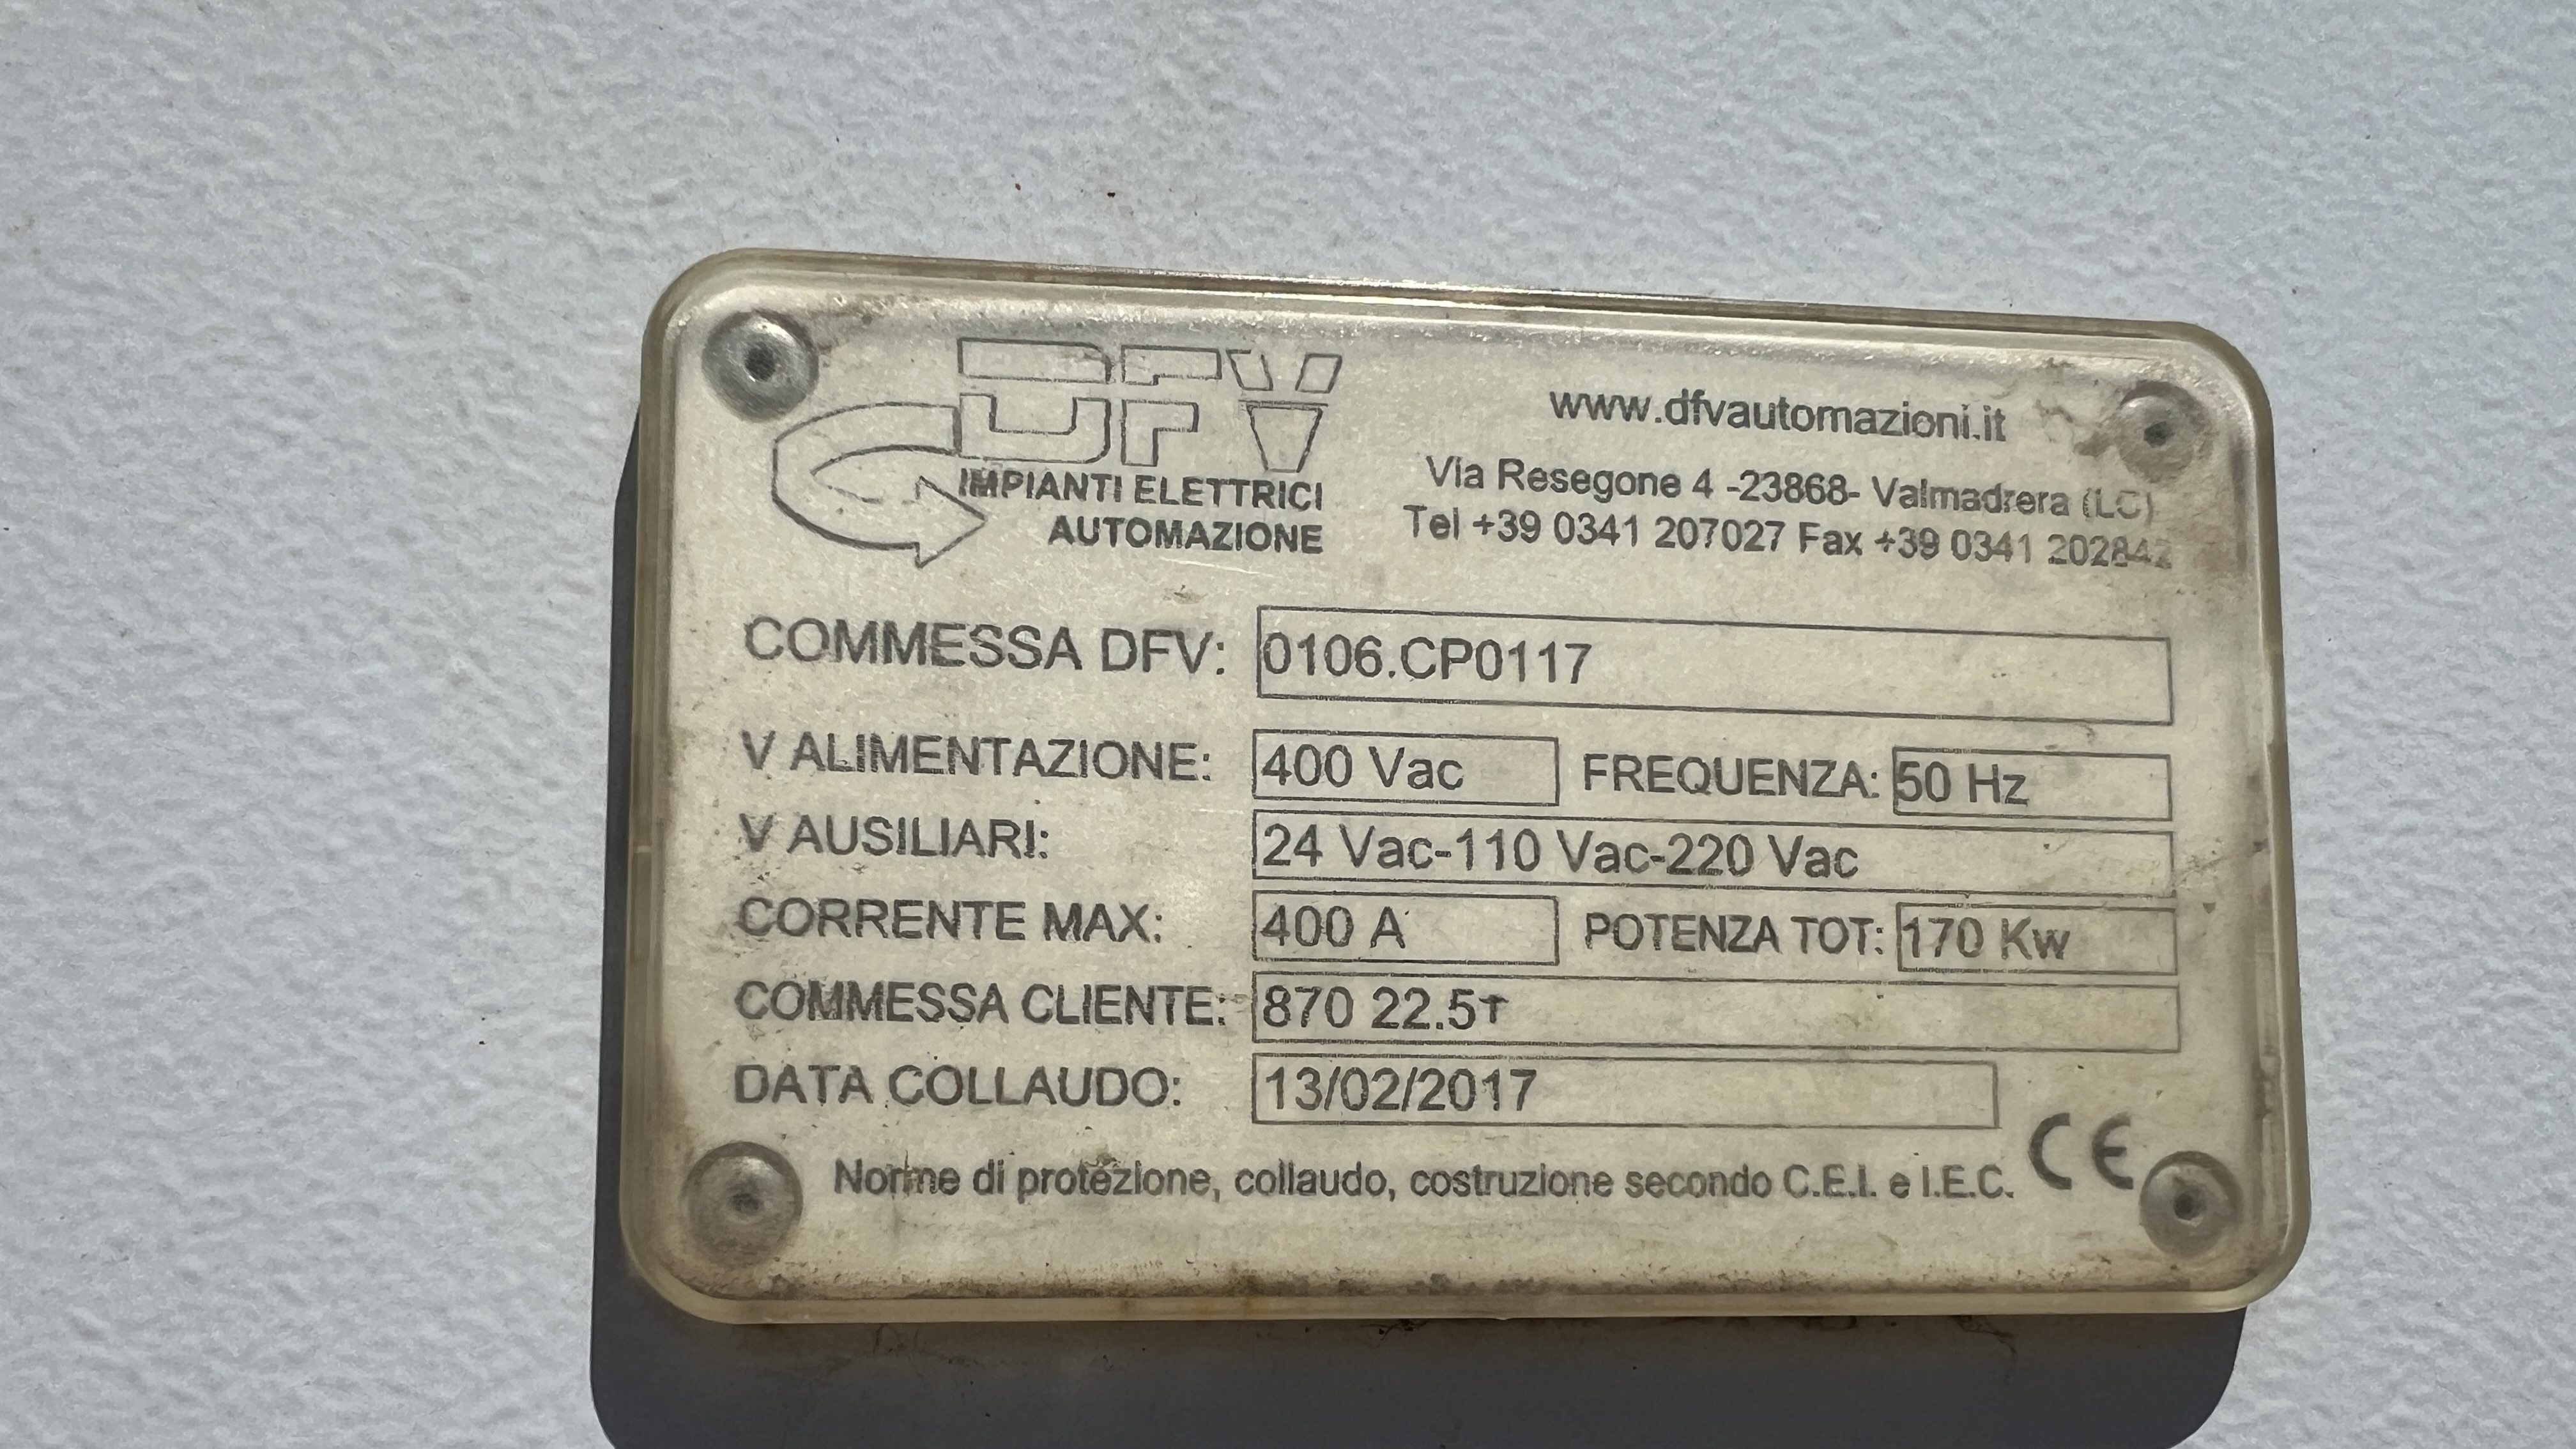 DFV
www.dfvautomazioni.it
IMPIANTI ELETTRICI
AUTOMAZIONE
Via Resegone 4 -23868- Valmadrera (LC)
Tel +39 0341 207027 Fax +39 0341 202842
COMMESSA DFV: 0106.CP0117
V ALIMENTAZIONE: 400 Vac FREQUENZA: 50 Hz
V AUSILIARI: 24 Vac-110 Vac-220 Vac
CORRENTE MAX: 400 A POTENZA TOT: 170 Kw
COMMESSA CLIENTE: 870 22.5T
DATA COLLAUDO: 13/02/2017
Norme di protezione, collaudo, costruzione secondo C.E.I. e I.E.C. CE